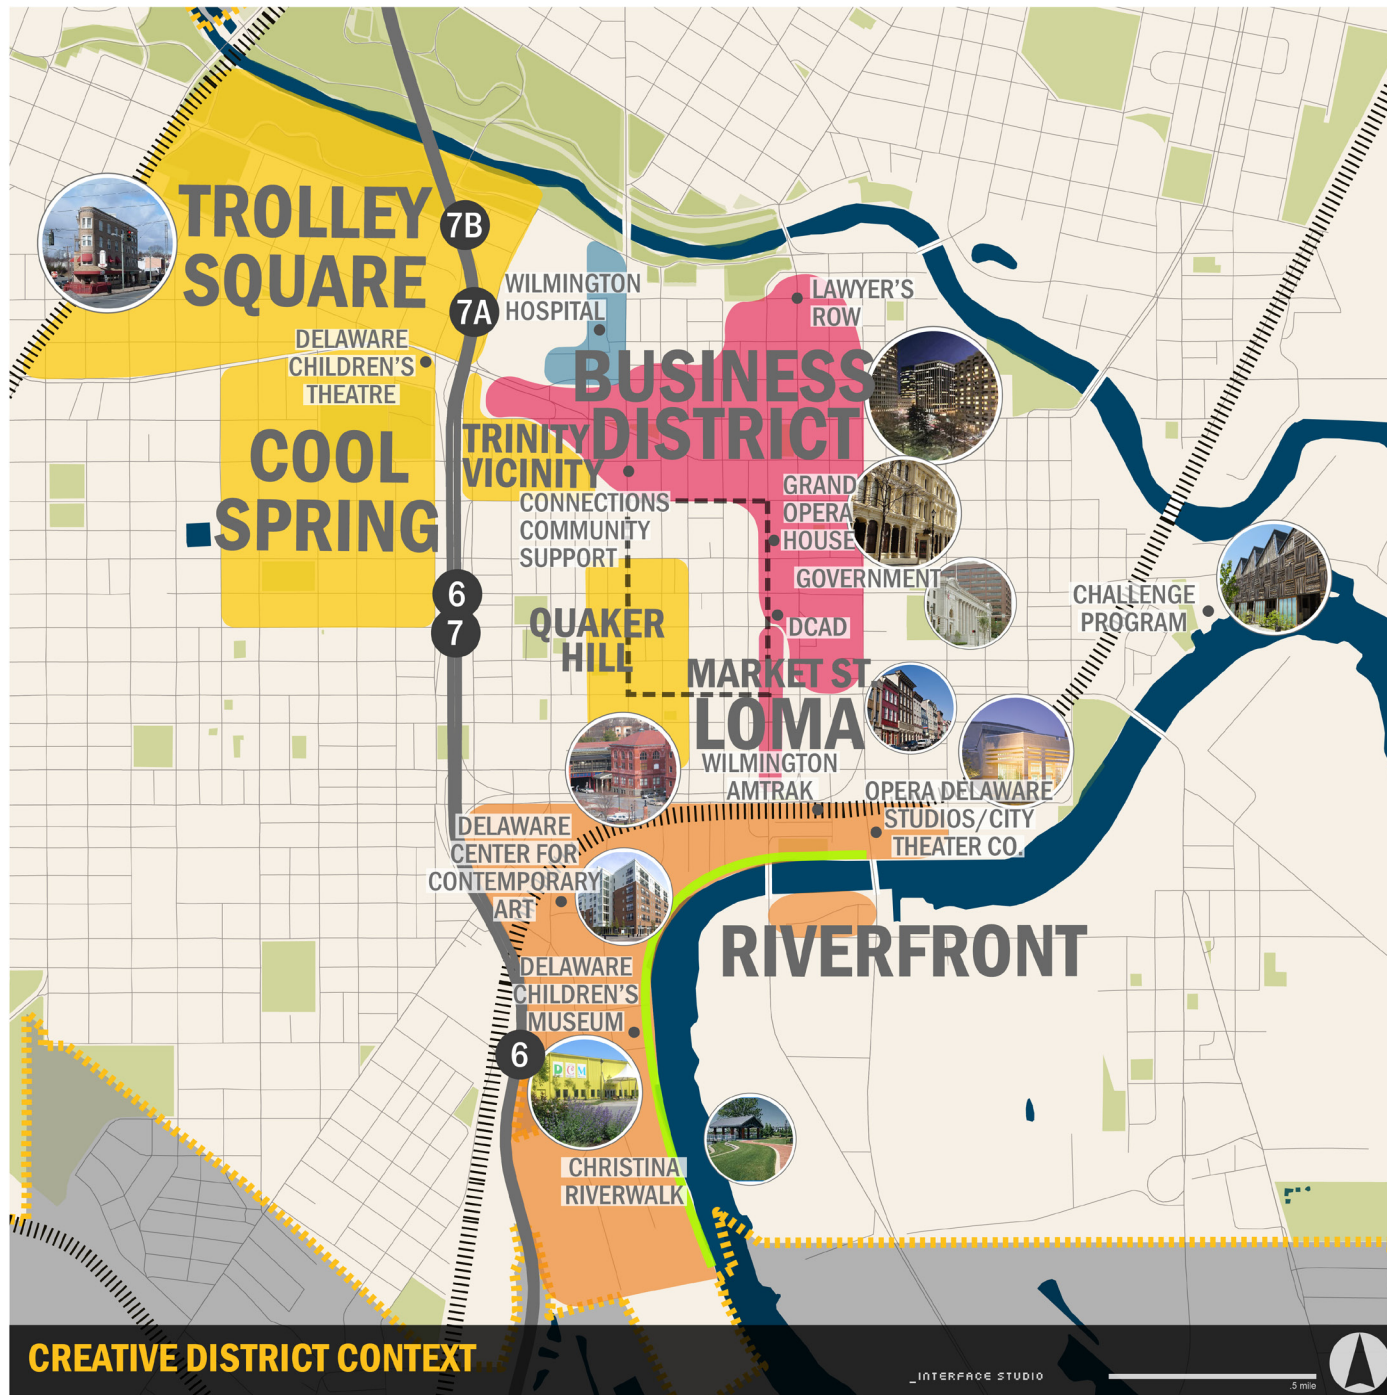 TROLLEY
SQUARE
7B
7A
WILMINGTON
HOSPITAL
LAWYER'S
ROW
DELAWARE
CHILDREN'S
THEATRE
BUSINESS
DISTRICT
COOL
SPRING
TRINITY
VICINITY
CONNECTIONS
COMMUNITY
SUPPORT
GRAND
OPERA
HOUSE
GOVERNMENT
6
7
QUAKER
HILL
DCAD
CHALLENGE
PROGRAM
MARKET ST.
LOMA
WILMINGTON
AMTRAK
OPERA DELAWARE
STUDIOS/CITY
THEATER CO.
DELAWARE
CENTER FOR
CONTEMPORARY
ART
RIVERFRONT
DELAWARE
CHILDREN'S
MUSEUM
6
DCM
CHRISTINA
RIVERWALK
CREATIVE DISTRICT CONTEXT
_INTERFACE STUDIO
.5 mile